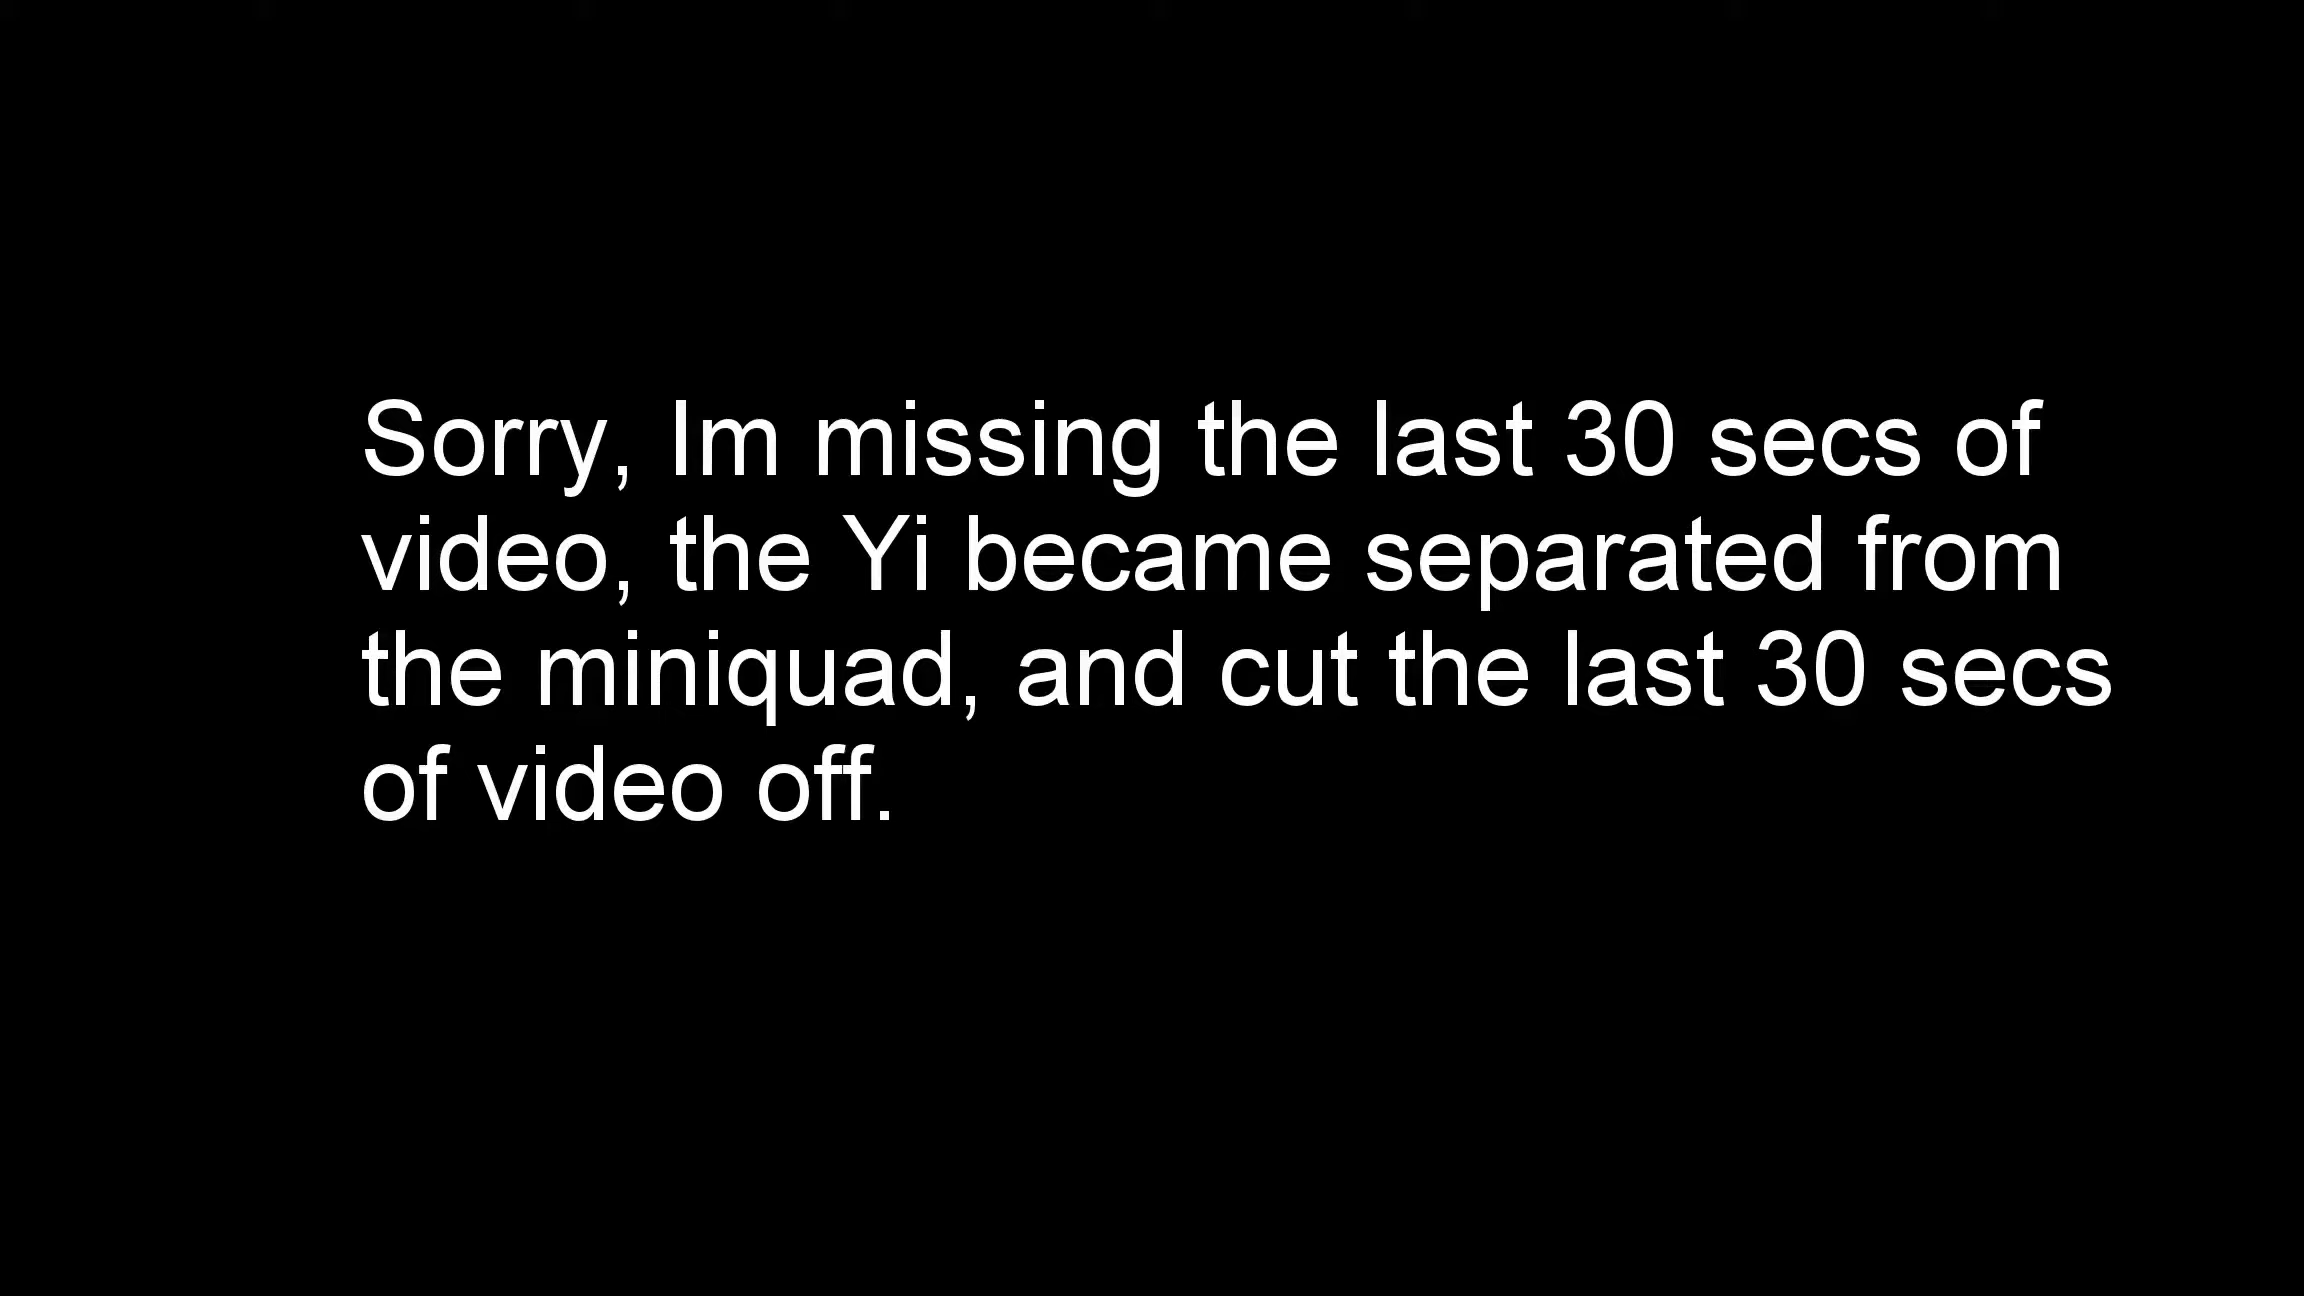 Sorry, Im missing the last 30 secs of
video, the Yi became separated from
the miniquad, and cut the last 30 secs
of video off.